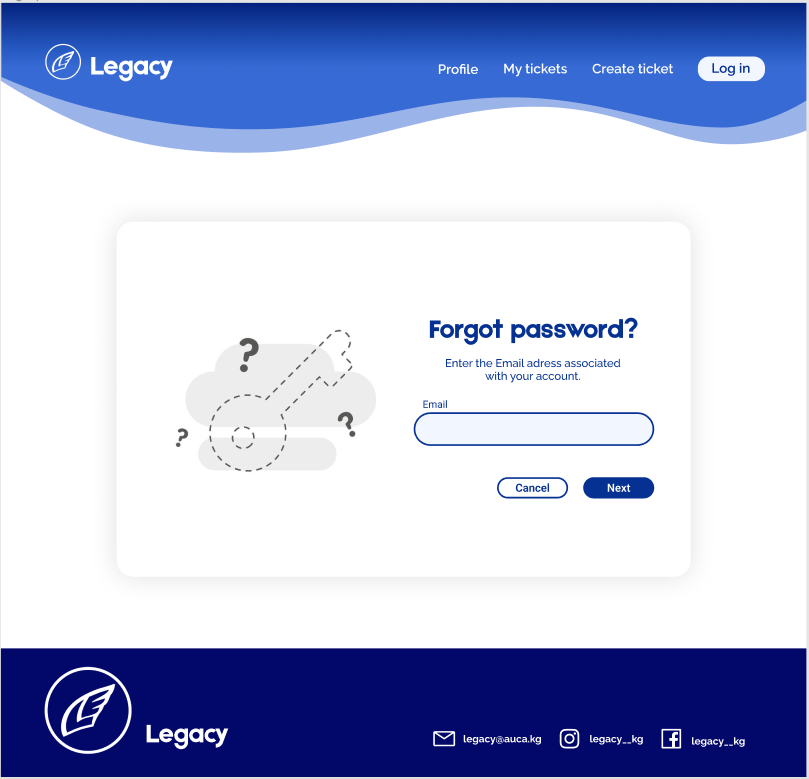 Legacy
Profile
My tickets
Create ticket
Log in
Forgot password?
Enter the Email adress associated
with your account.
Email
Cancel
Next
Legacy
legacy@auca.kg
legacy__kg
legacy__kg